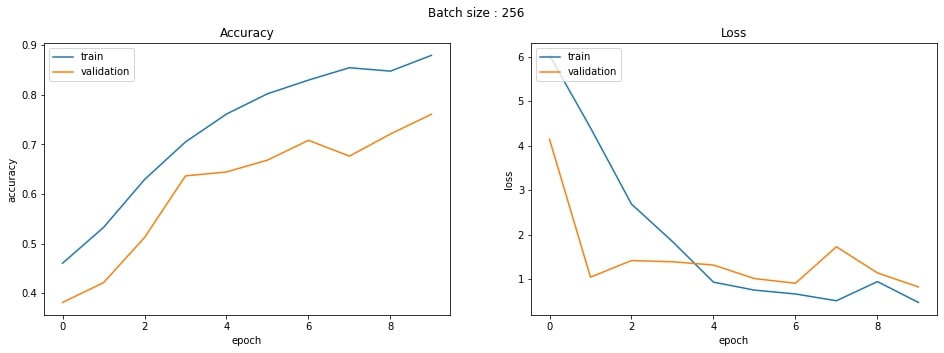 Batch size : 256
Accuracy
train
validation
0.9
0.8
0.7
0.6
0.5
0.4
accuracy
0 2 4 6 8
epoch
Loss
train
validation
6
5
4
3
2
1
loss
0 2 4 6 8
epoch